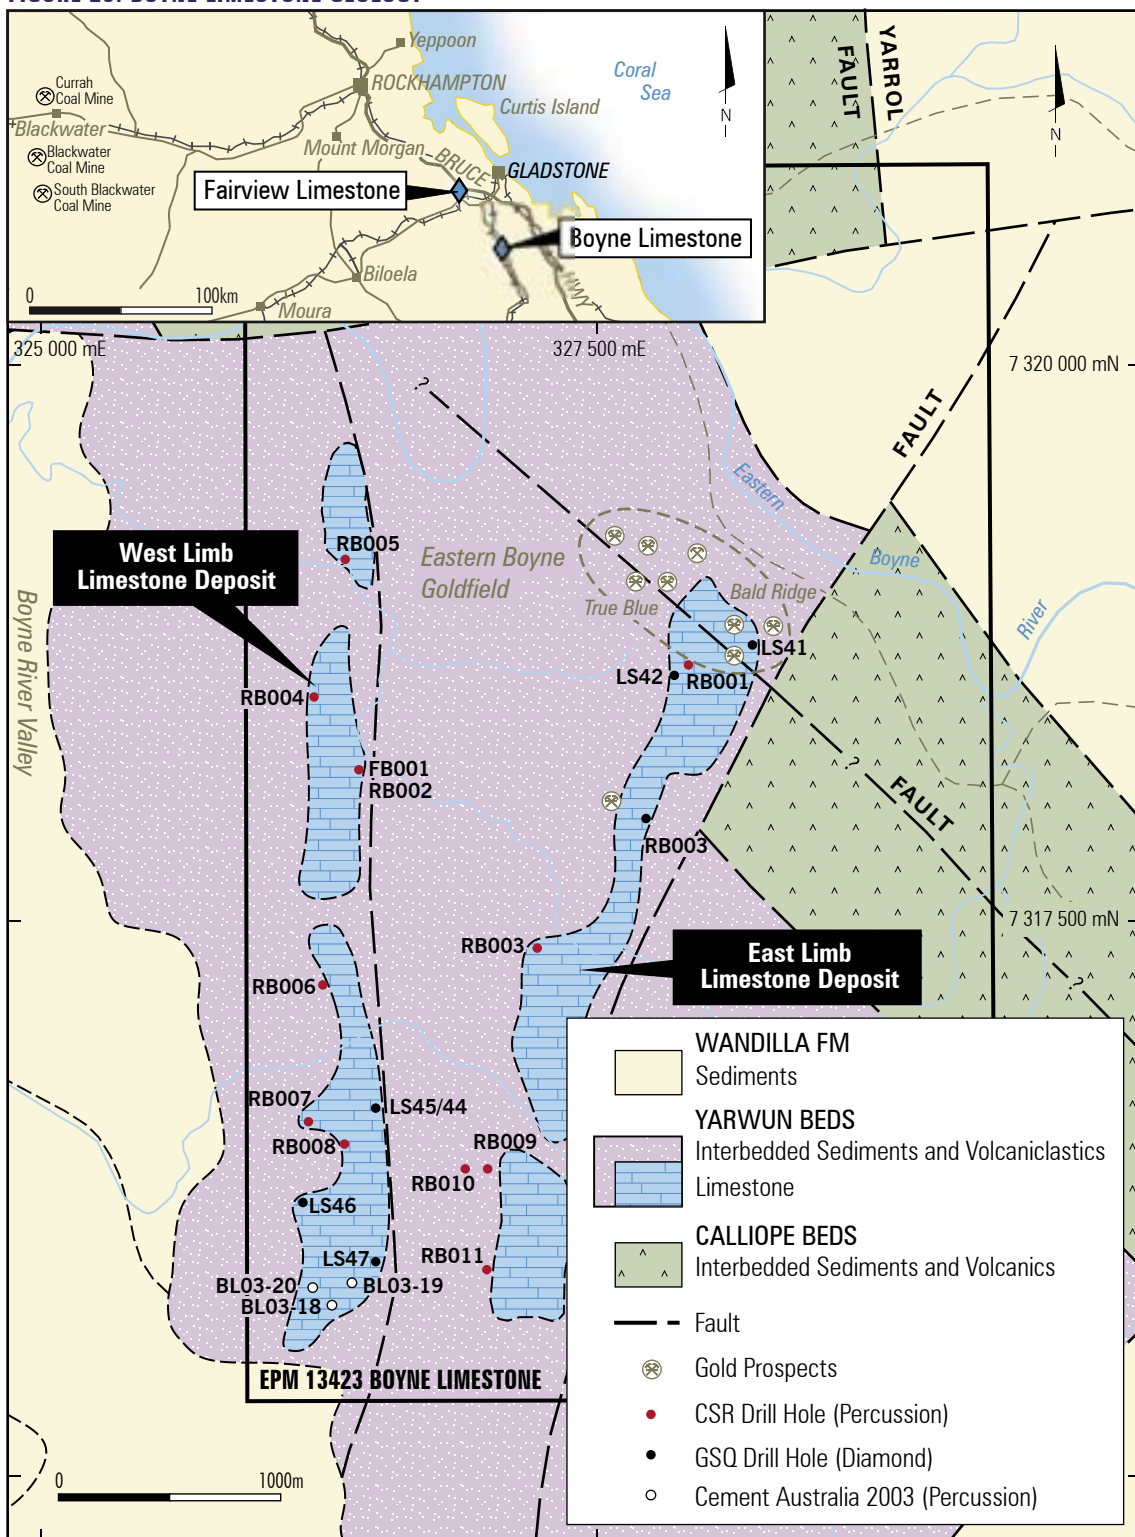 FIGURE 20: BOYNE LIMESTONE GEOLOGY
Yeppoon
ROCKHAMPTON
Coral
Sea
Curtis Island
Currah
Coal Mine
Blackwater
Blackwater
Coal Mine
South Blackwater
Coal Mine
Mount Morgan
BRUCE
GLADSTONE
N
Fairview Limestone
Boyne Limestone
HWY
Biloela
Moura
0
100km
YARROL
FAULT
N
325 000 mE
327 500 mE
7 320 000 mN
?
FAULT
Eastern
Boyne
River
West Limb
Limestone Deposit
RB005
Eastern Boyne
Goldfield
True Blue
Bald Ridge
LS41
LS42
RB001
Boyne River Valley
RB004
FB001
RB002
?
FAULT
RB003
7 317 500 mN
RB003
East Limb
Limestone Deposit
?
RB006
RB007
LS45/44
RB008
RB009
RB010
LS46
LS47
RB011
BL03-20
BL03-19
BL03-18
EPM 13423 BOYNE LIMESTONE
0
1000m
WANDILLA FM
Sediments
YARWUN BEDS
Interbedded Sediments and Volcaniclastics
Limestone
CALLIOPE BEDS
Interbedded Sediments and Volcanics
Fault
Gold Prospects
CSR Drill Hole (Percussion)
GSQ Drill Hole (Diamond)
Cement Australia 2003 (Percussion)